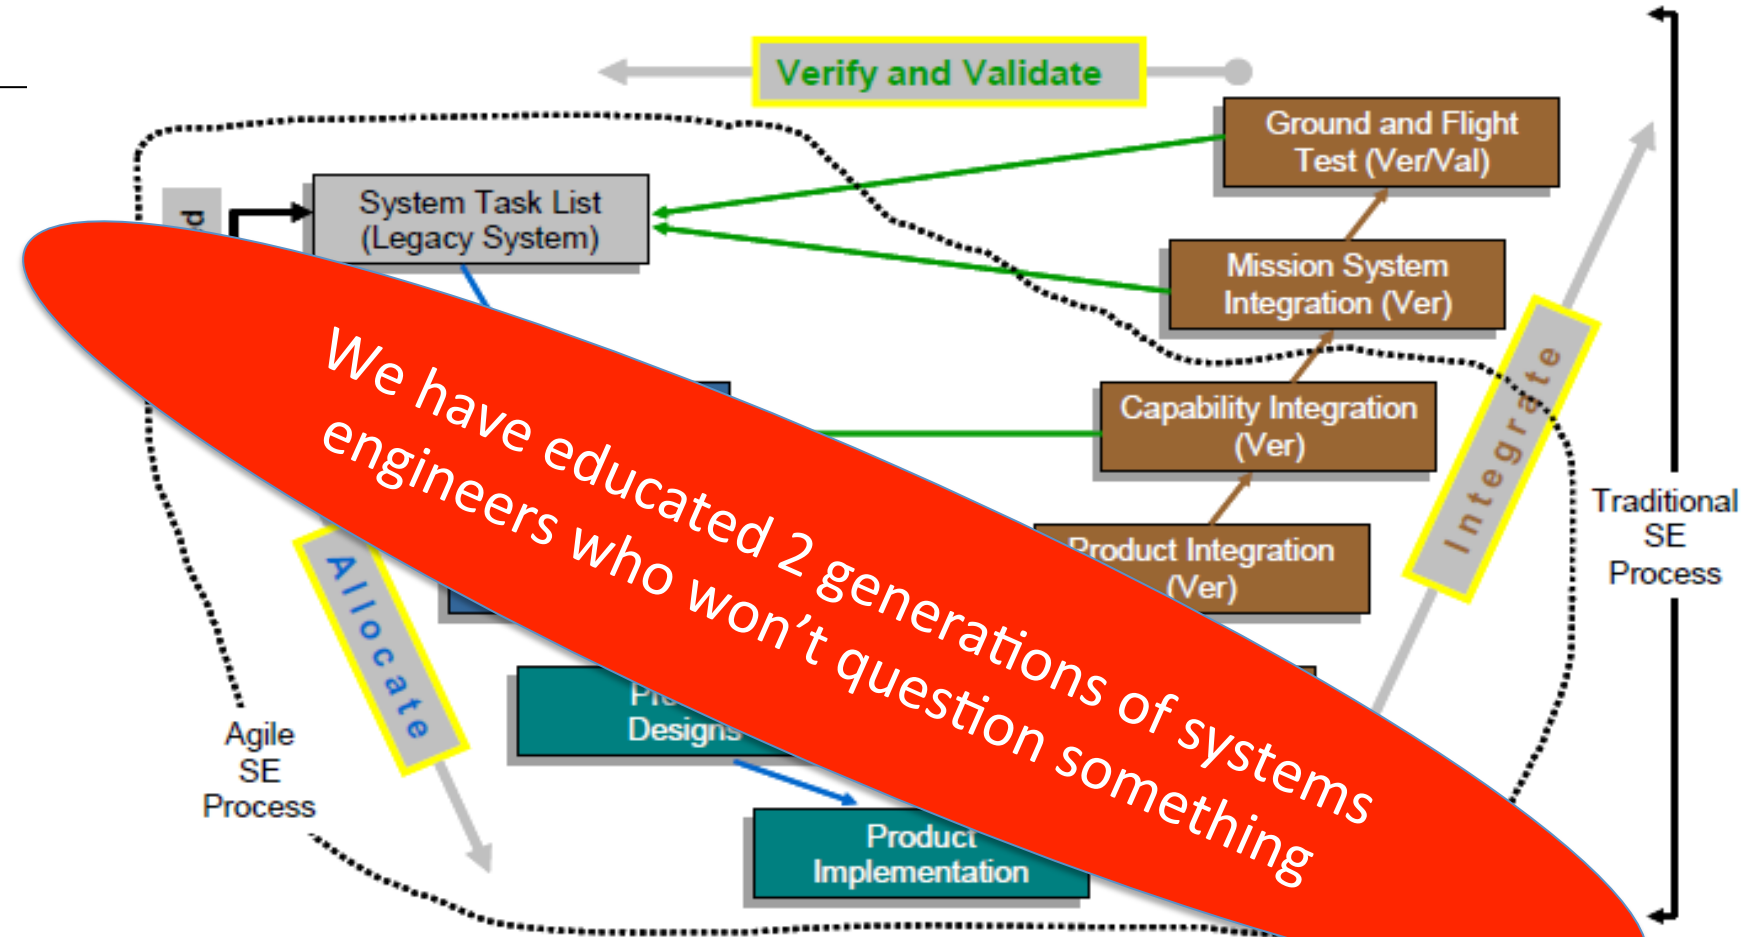 Verify and Validate
Ground and Flight
Test (Ver/Val)
System Task List
(Legacy System)
Mission System
Integration (Ver)
Integrate
Capability Integration
(Ver)
Traditional
SE
Process
We have educated 2 generations of systems
engineers who won’t question something
Product Integration
(Ver)
Allocate
Designs
Agile
SE
Process
Product
Implementation